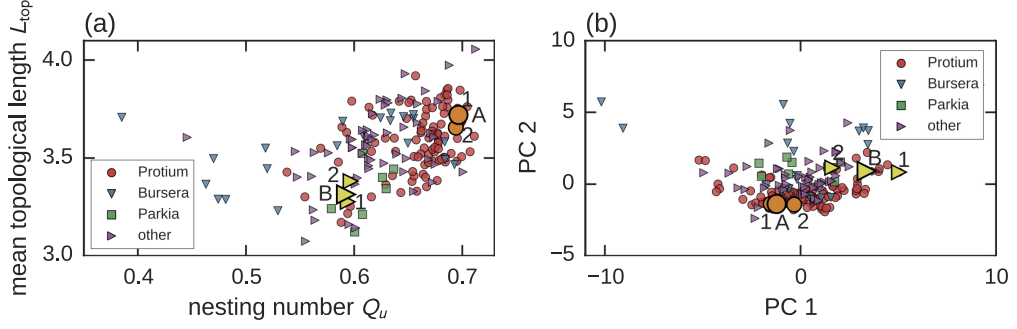 (a)
mean topological length L_top
4.0
3.5
3.0
0.4
0.5
0.6
0.7
nesting number Q_u
Protium
Bursera
Parkia
other
1
A
2
2
B
1
(b)
PC 2
10
5
0
−5
−10
0
10
PC 1
Protium
Bursera
Parkia
other
2
B
1
1
A
2